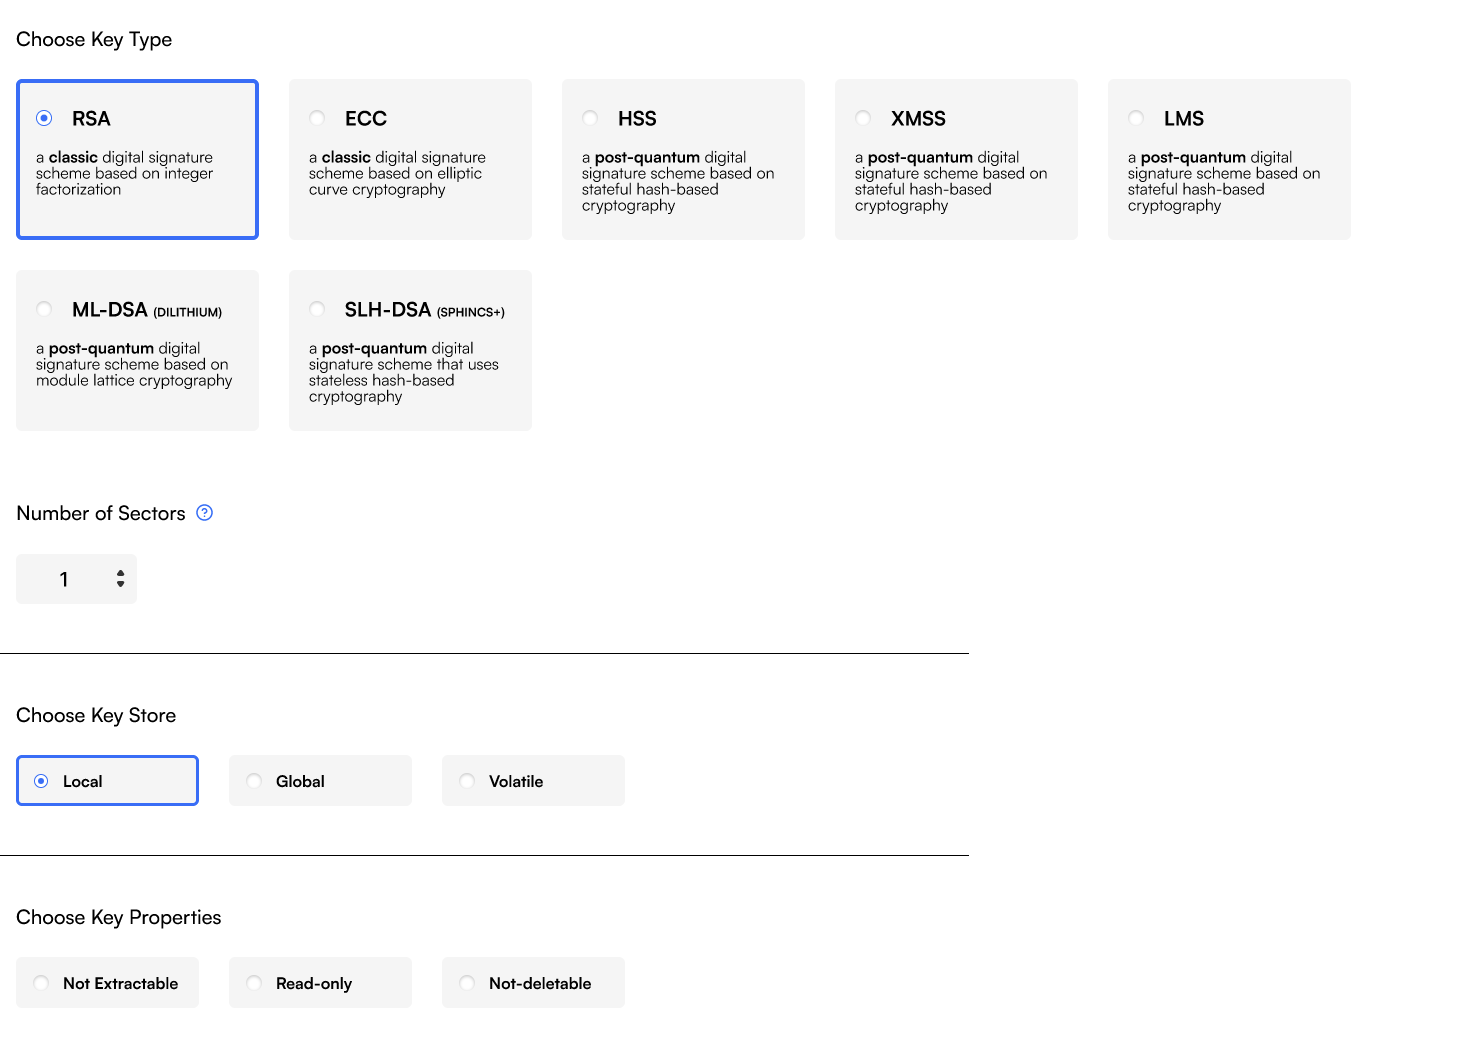 Choose Key Type
RSA
a classic digital signature
scheme based on integer
factorization
ECC
a classic digital signature
scheme based on elliptic
curve cryptography
HSS
a post-quantum digital
signature scheme based on
stateful hash-based
cryptography
XMSS
a post-quantum digital
signature scheme based on
stateful hash-based
cryptography
LMS
a post-quantum digital
signature scheme based on
stateful hash-based
cryptography
ML-DSA (DILITHIUM)
a post-quantum digital
signature scheme based on
module lattice cryptography
SLH-DSA (SPHINCS+)
a post-quantum digital
signature scheme that uses
stateless hash-based
cryptography
Number of Sectors ?
1
Choose Key Store
Local
Global
Volatile
Choose Key Properties
Not Extractable
Read-only
Not-deletable